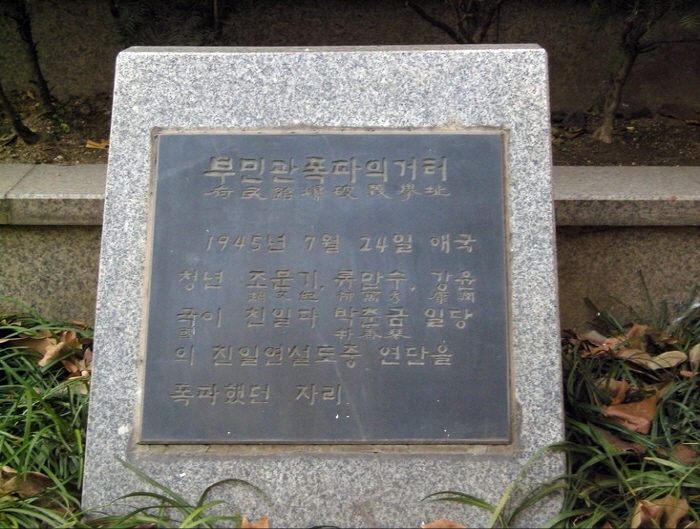 부민관폭파의거터
府民館爆破義擧址
1945년 7월 24일 애국
청년 조문기, 류만수, 강윤
趙文紀 柳萬秀 康潤
국이 친일파 박춘금 일당
國 朴春琴
의 친일연설도중 연단을
폭파했던 자리.